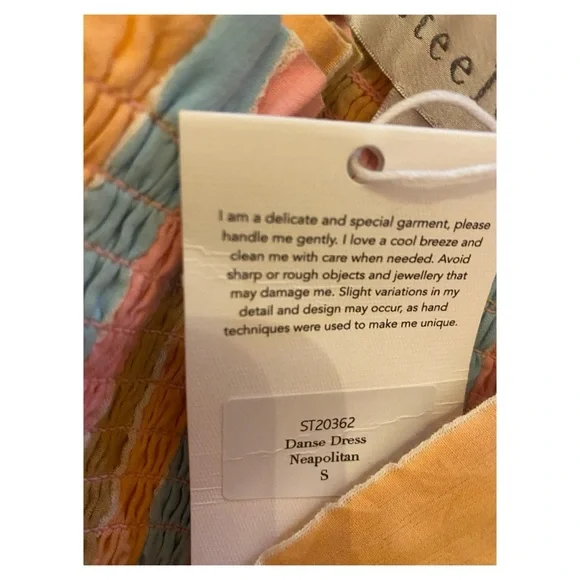 teel
I am a delicate and special garment, please
handle me gently. I love a cool breeze and
clean me with care when needed. Avoid
sharp or rough objects and jewellery that
may damage me. Slight variations in my
detail and design may occur, as hand
techniques were used to make me unique.
ST20362
Danse Dress
Neapolitan
S